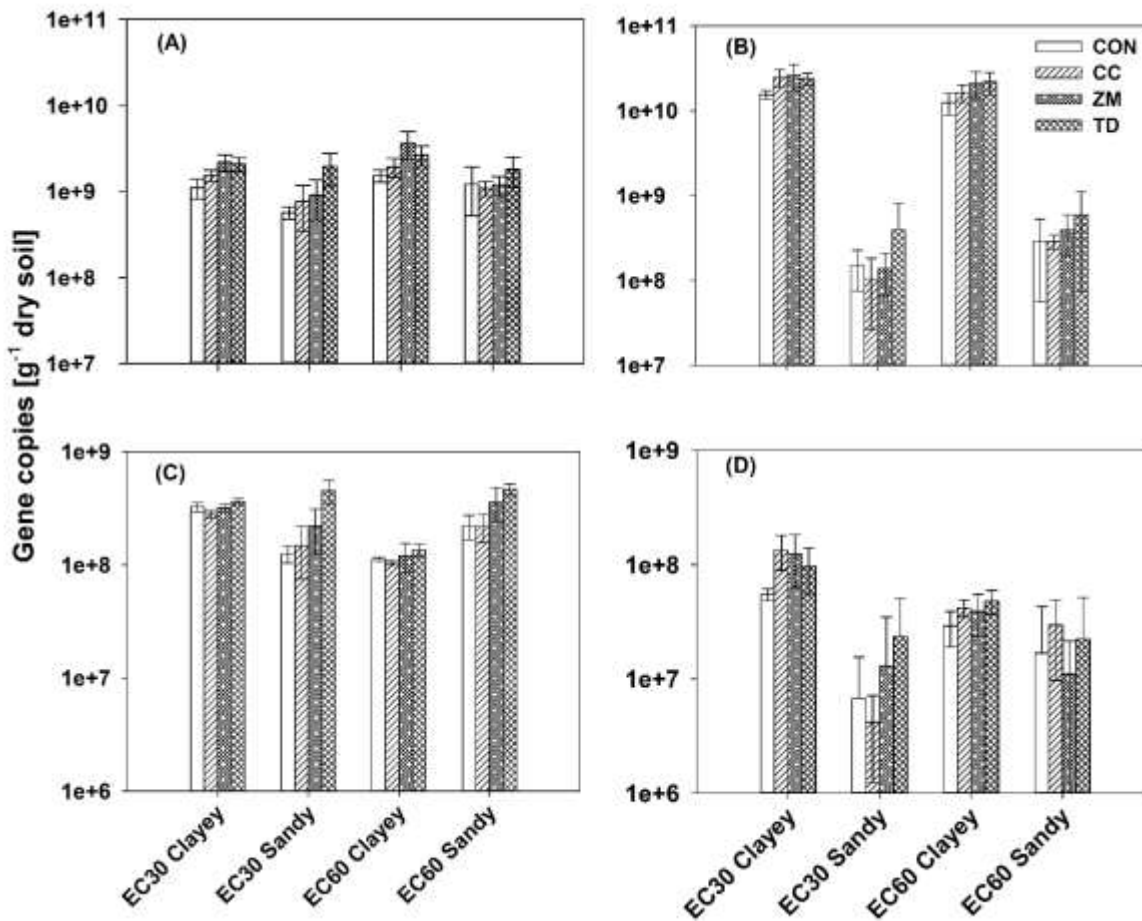 Gene copies [g⁻¹ dry soil]
(A)
1e+11
1e+10
1e+9
1e+8
1e+7
(B)
1e+11
1e+10
1e+9
1e+8
1e+7
CON
CC
ZM
TD
(C)
1e+9
1e+8
1e+7
1e+6
EC30 Clayey
EC30 Sandy
EC60 Clayey
EC60 Sandy
(D)
1e+9
1e+8
1e+7
1e+6
EC30 Clayey
EC30 Sandy
EC60 Clayey
EC60 Sandy